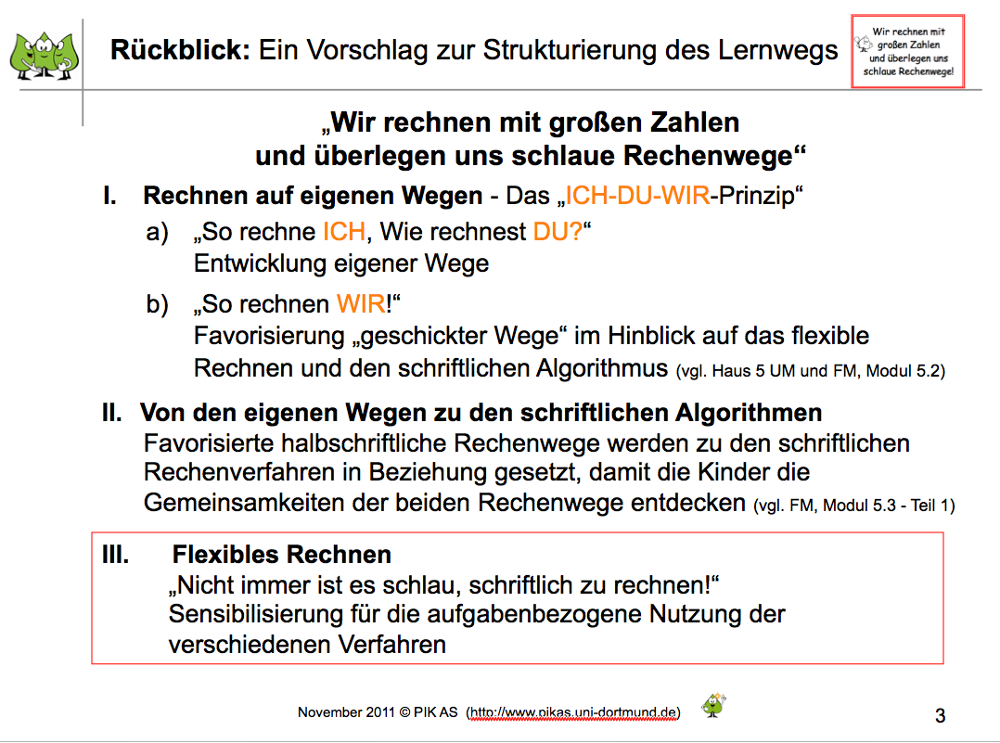 Rückblick: Ein Vorschlag zur Strukturierung des Lernwegs
Wir rechnen mit
großen Zahlen
und überlegen uns
schlaue Rechenwege!
„Wir rechnen mit großen Zahlen
und überlegen uns schlaue Rechenwege“
I. Rechnen auf eigenen Wegen - Das „ICH-DU-WIR-Prinzip“
a) „So rechne ICH, Wie rechnest DU?“
Entwicklung eigener Wege
b) „So rechnen WIR!“
Favorisierung „geschickter Wege“ im Hinblick auf das flexible
Rechnen und den schriftlichen Algorithmus (vgl. Haus 5 UM und FM, Modul 5.2)
II. Von den eigenen Wegen zu den schriftlichen Algorithmen
Favorisierte halbschriftliche Rechenwege werden zu den schriftlichen
Rechenverfahren in Beziehung gesetzt, damit die Kinder die
Gemeinsamkeiten der beiden Rechenwege entdecken (vgl. FM, Modul 5.3 - Teil 1)
III. Flexibles Rechnen
„Nicht immer ist es schlau, schriftlich zu rechnen!“
Sensibilisierung für die aufgabenbezogene Nutzung der
verschiedenen Verfahren
November 2011 © PIK AS (http://www.pikas.uni-dortmund.de)
3